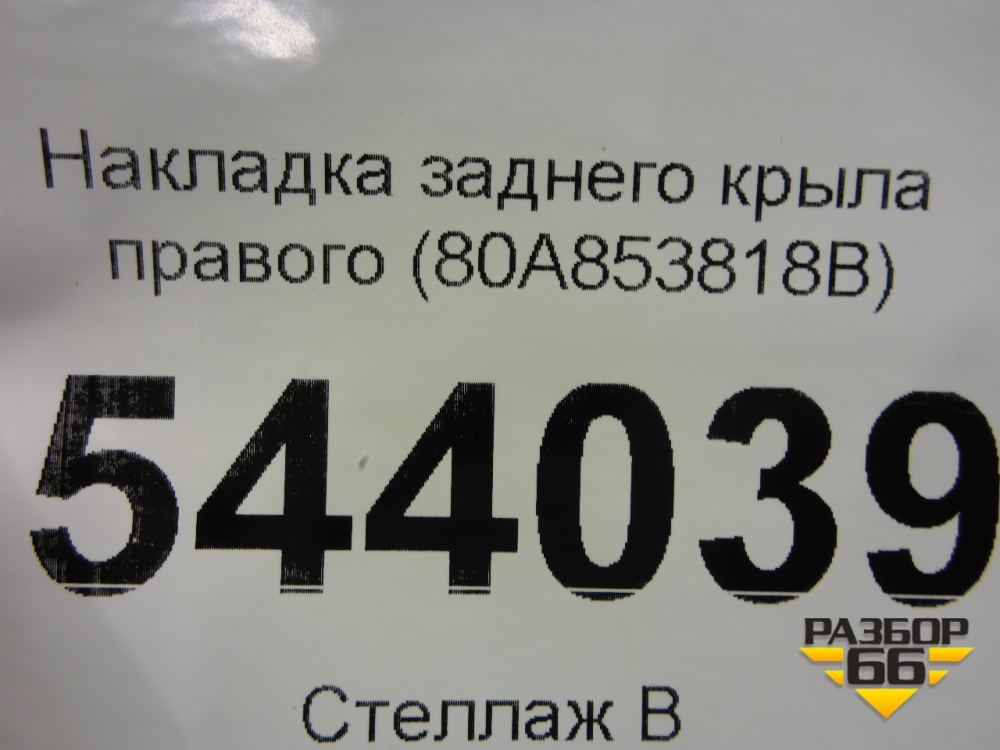 Накладка заднего крыла
правого (80A853818B)
544039
РАЗБОР
66
Стеллаж В